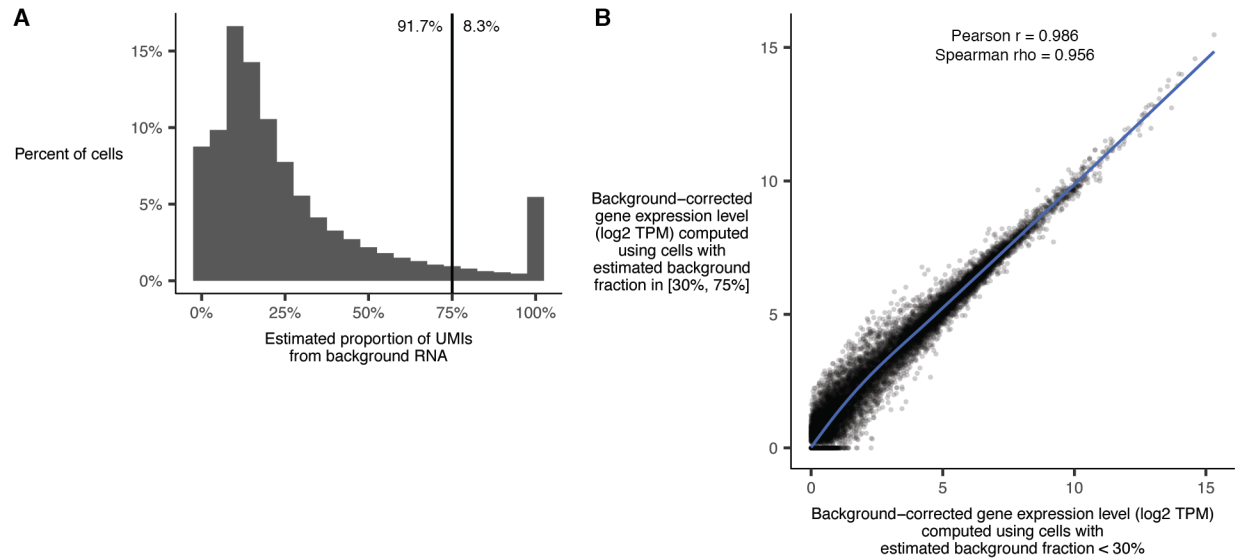 A
91.7%
8.3%
15%
10%
5%
0%
Percent of cells
0%
25%
50%
75%
100%
Estimated proportion of UMIs
from background RNA
B
Pearson r = 0.986
Spearman rho = 0.956
15
10
5
0
Background−corrected
gene expression level
(log2 TPM) computed
using cells with
estimated background
fraction in [30%, 75%]
0
5
10
15
Background−corrected gene expression level (log2 TPM)
computed using cells with
estimated background fraction < 30%